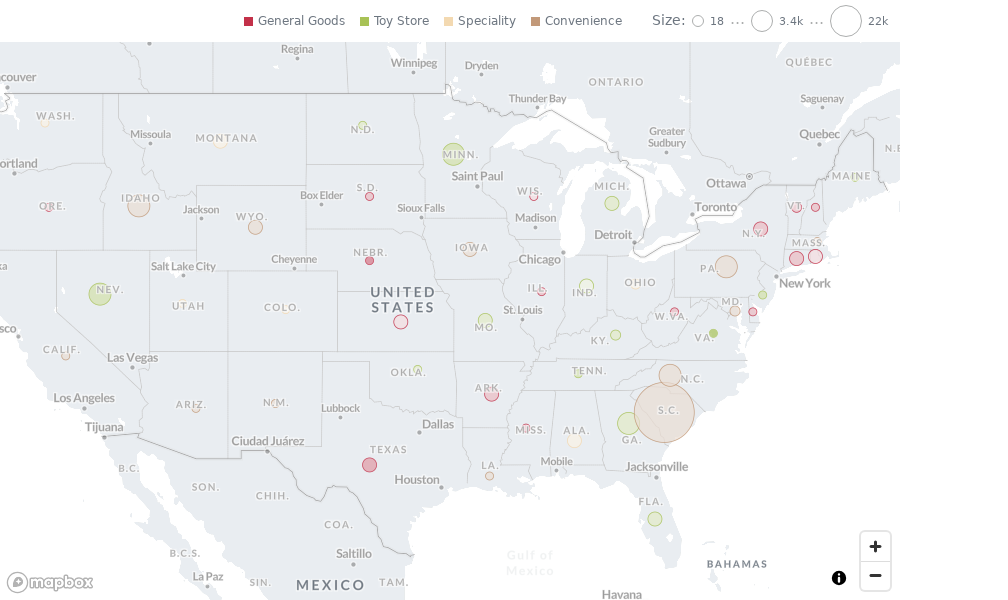 General Goods Toy Store Speciality Convenience Size: 18 ··· 3.4k ··· 22k
Regina
Winnipeg
Dryden
QUÉBEC
couver
ONTARIO
Thunder Bay
Saguenay
WASH.
Missoula
MONTANA
N.D.
Greater
Sudbury
Quebec
N.B
MINN.
ortland
Saint Paul
Ottawa
MAINE
IDAHO
Box Elder
S.D.
WIS.
MICH.
ORE.
Jackson
WYO.
Sioux Falls
Madison
Toronto
VT.
Detroit
N.Y.
MASS.
NEBR.
IOWA
Chicago
Salt Lake City
Cheyenne
PA.
New York
NEV.
UNITED
STATES
ILL.
IND.
OHIO
UTAH
COLO.
St. Louis
MD.
W.VA.
MO.
KY.
VA.
sco
CALIF.
Las Vegas
OKLA.
TENN.
N.C.
Los Angeles
ARIZ.
N.M.
Lubbock
ARK.
S.C.
Tijuana
Dallas
MISS.
ALA.
GA.
Ciudad Juárez
TEXAS
B.C.
LA.
Mobile
Jacksonville
SON.
CHIH.
Houston
FLA.
COA.
B.C.S.
Saltillo
Gulf of
Mexico
BAHAMAS
La Paz
SIN.
MEXICO
TAM.
Havana
mapbox